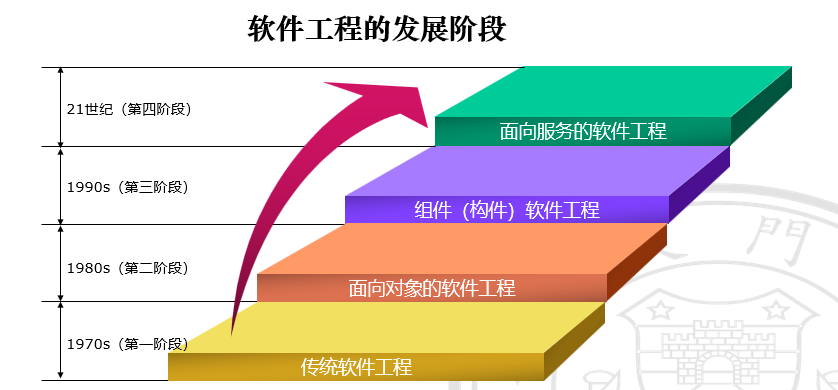 软件工程的发展阶段
21世纪（第四阶段）
面向服务的软件工程
1990s（第三阶段）
组件（构件）软件工程
1980s（第二阶段）
面向对象的软件工程
1970s（第一阶段）
传统软件工程
門